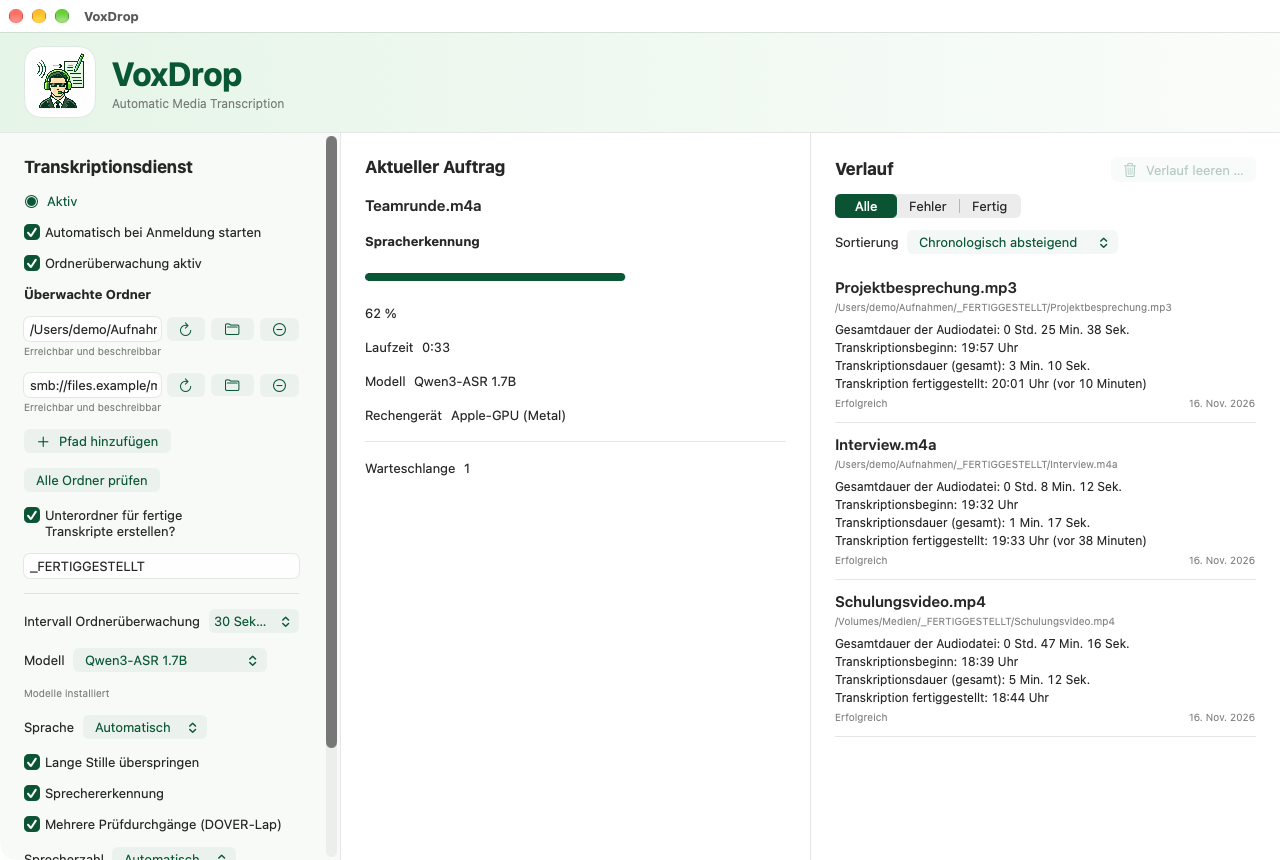 VoxDrop
VoxDrop
Automatic Media Transcription
Transkriptionsdienst
Aktiv
Automatisch bei Anmeldung starten
Ordnerüberwachung aktiv
Überwachte Ordner
/Users/demo/Aufnahr
Erreichbar und beschreibbar
smb://files.example/n
Erreichbar und beschreibbar
Pfad hinzufügen
Alle Ordner prüfen
Unterordner für fertige
Transkripte erstellen?
_FERTIGGESTELLT
Intervall Ordnerüberwachung 30 Sek...
Modell Qwen3-ASR 1.7B
Modelle installiert
Sprache Automatisch
Lange Stille überspringen
Sprechererkennung
Mehrere Prüfdurchgänge (DOVER-Lap)
Sprecherzahl Automatisch
Aktueller Auftrag
Teamrunde.m4a
Spracherkennung
62 %
Laufzeit 0:33
Modell Qwen3-ASR 1.7B
Rechengerät Apple-GPU (Metal)
Warteschlange 1
Verlauf
Verlauf leeren ...
Alle Fehler Fertig
Sortierung Chronologisch absteigend
Projektbesprechung.mp3
/Users/demo/Aufnahmen/_FERTIGGESTELLT/Projektbesprechung.mp3
Gesamtdauer der Audiodatei: 0 Std. 25 Min. 38 Sek.
Transkriptionsbeginn: 19:57 Uhr
Transkriptionsdauer (gesamt): 3 Min. 10 Sek.
Transkription fertiggestellt: 20:01 Uhr (vor 10 Minuten)
Erfolgreich 16. Nov. 2026
Interview.m4a
/Users/demo/Aufnahmen/_FERTIGGESTELLT/Interview.m4a
Gesamtdauer der Audiodatei: 0 Std. 8 Min. 12 Sek.
Transkriptionsbeginn: 19:32 Uhr
Transkriptionsdauer (gesamt): 1 Min. 17 Sek.
Transkription fertiggestellt: 19:33 Uhr (vor 38 Minuten)
Erfolgreich 16. Nov. 2026
Schulungsvideo.mp4
/Volumes/Medien/_FERTIGGESTELLT/Schulungsvideo.mp4
Gesamtdauer der Audiodatei: 0 Std. 47 Min. 16 Sek.
Transkriptionsbeginn: 18:39 Uhr
Transkriptionsdauer (gesamt): 5 Min. 12 Sek.
Transkription fertiggestellt: 18:44 Uhr
Erfolgreich 16. Nov. 2026